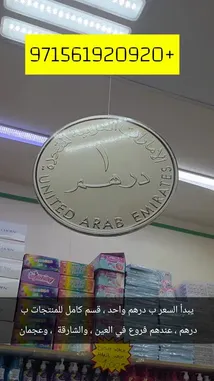 971561920920+
الإمارات العربية المتحدة
١
درهم
UNITED ARAB EMIRATES
يبدأ السعر ب درهم واحد ، قسم كامل للمنتجات ب
درهم ، عندهم فروع في العين ، والشارقة ، وعجمان